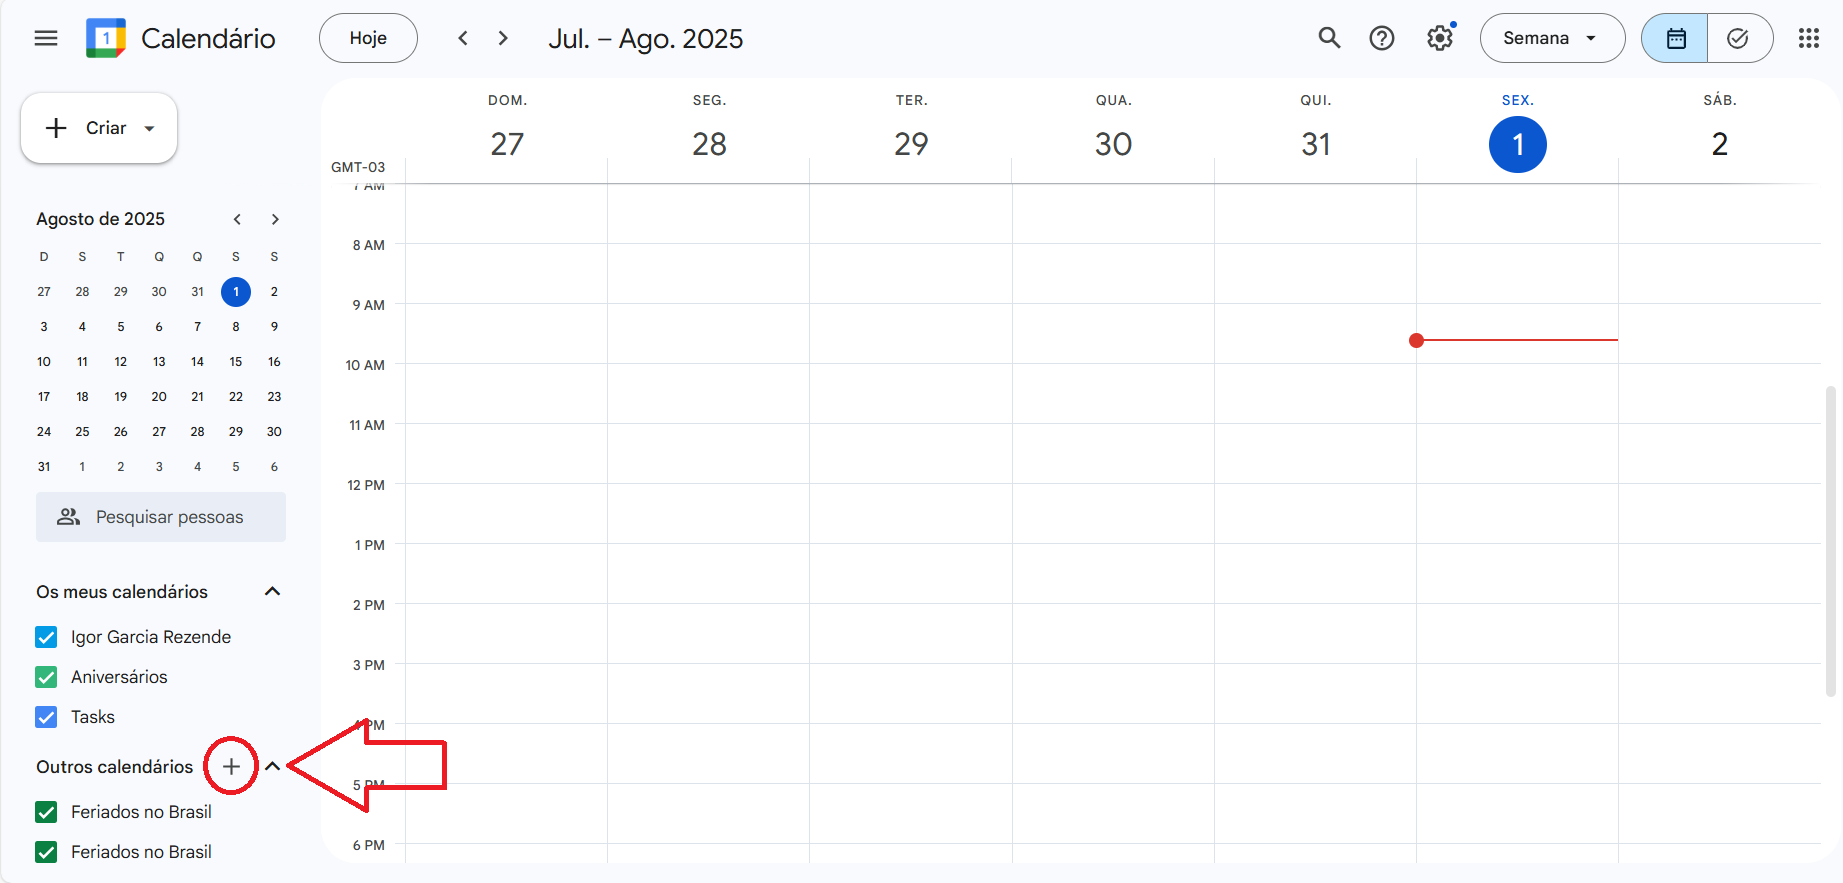 1 Calendário
Hoje
Jul. – Ago. 2025
Semana
Criar
DOM. SEG. TER. QUA. QUI. SEX. SÁB.
27 28 29 30 31 1 2
GMT-03
7 AM
8 AM
9 AM
10 AM
11 AM
12 PM
1 PM
2 PM
3 PM
4 PM
5 PM
6 PM
Agosto de 2025
D S T Q Q S S
27 28 29 30 31 1 2
3 4 5 6 7 8 9
10 11 12 13 14 15 16
17 18 19 20 21 22 23
24 25 26 27 28 29 30
31 1 2 3 4 5 6
Pesquisar pessoas
Os meus calendários
Igor Garcia Rezende
Aniversários
Tasks
Outros calendários
Feriados no Brasil
Feriados no Brasil